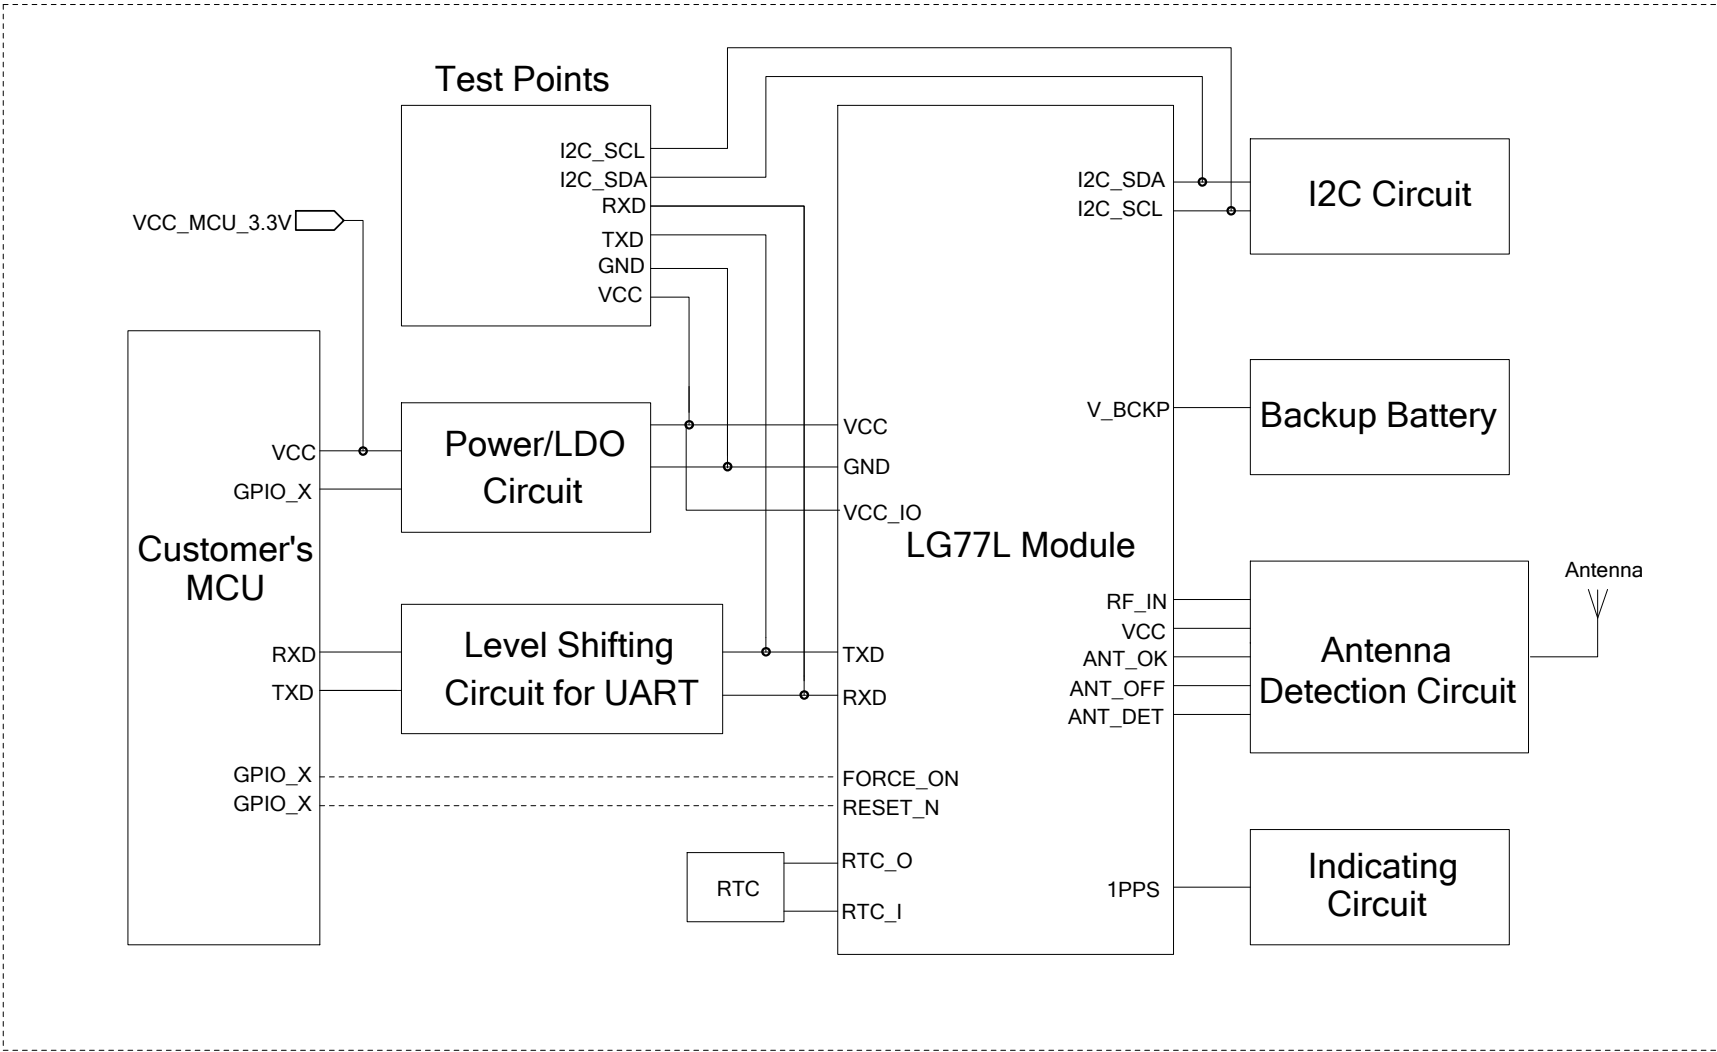 Test Points
I2C_SCL
I2C_SDA
RXD
TXD
GND
VCC
VCC_MCU_3.3V
VCC
GPIO_X
Customer's
MCU
RXD
TXD
GPIO_X
GPIO_X
Power/LDO
Circuit
Level Shifting
Circuit for UART
RTC
VCC
GND
VCC_IO
LG77L Module
TXD
RXD
FORCE_ON
RESET_N
RTC_O
RTC_I
I2C_SDA
I2C_SCL
V_BCKP
RF_IN
VCC
ANT_OK
ANT_OFF
ANT_DET
1PPS
I2C Circuit
Backup Battery
Antenna
Detection Circuit
Antenna
Indicating
Circuit